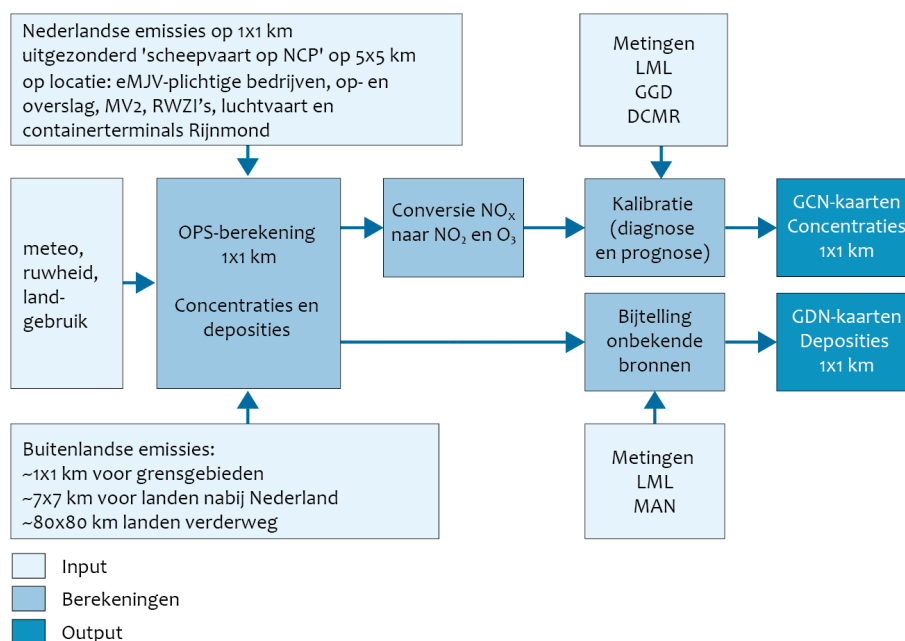 Nederlandse emissies op 1x1 km
uitgezonderd 'scheepvaart op NCP' op 5x5 km
op locatie: eMJV-plichtige bedrijven, op- en
overslag, MV2, RWZI's, luchtvaart en
containerterminals Rijnmond
Metingen
LML
GGD
DCMR
meteo,
ruwheid,
land-
gebruik
OPS-berekening
1x1 km
Concentraties en
deposities
Conversie NOₓ
naar NO₂ en O₃
Kalibratie
(diagnose
en prognose)
GCN-kaarten
Concentraties
1x1 km
Bijtelling
onbekende
bronnen
GDN-kaarten
Deposities
1x1 km
Buitenlandse emissies:
~1x1 km voor grensgebieden
~7x7 km voor landen nabij Nederland
~80x80 km landen verderweg
Metingen
LML
MAN
Input
Berekeningen
Output